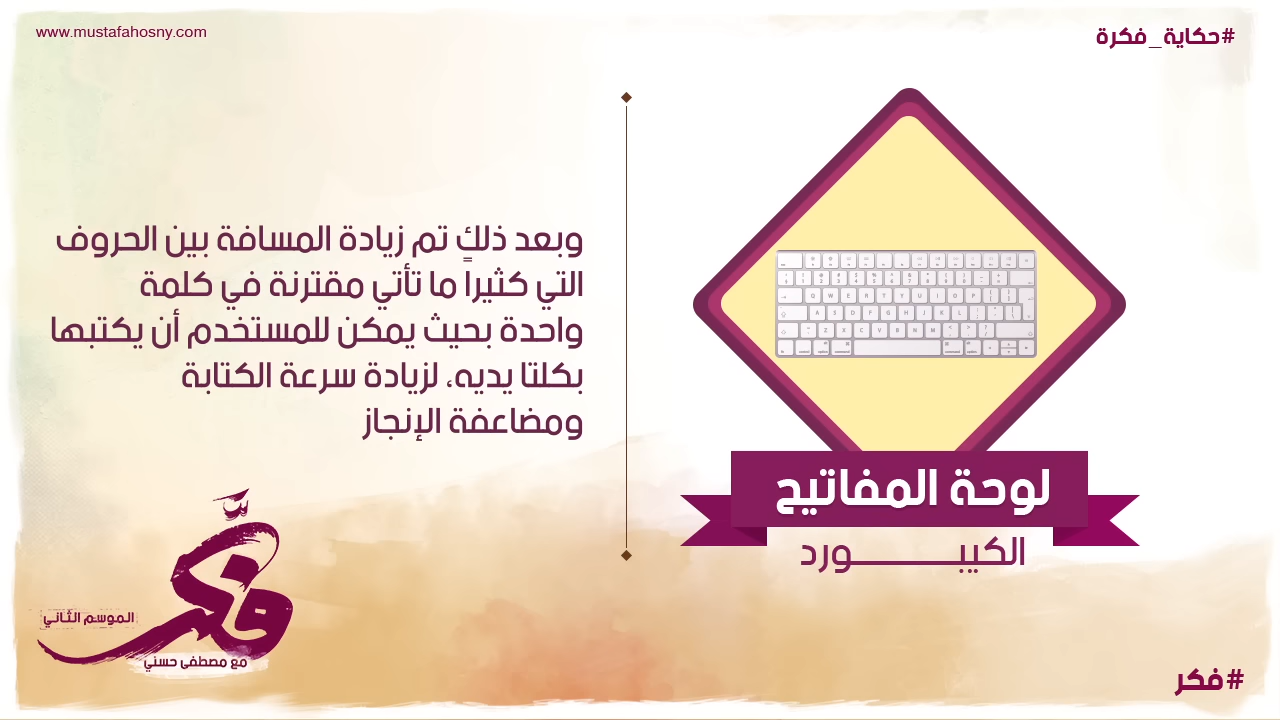 www.mustafahosny.com
#حكاية_فكرة
وبعد ذلك تم زيادة المسافة بين الحروف
التي كثيراً ما تأتي مقترنة في كلمة
واحدة بحيث يمكن للمستخدم أن يكتبها
بكلتا يديه، لزيادة سرعة الكتابة
ومضاعفة الإنجاز
لوحة المفاتيح
الكيبـــــــــــورد
فكّر
الموسم الثاني
مع مصطفى حسني
#فكر